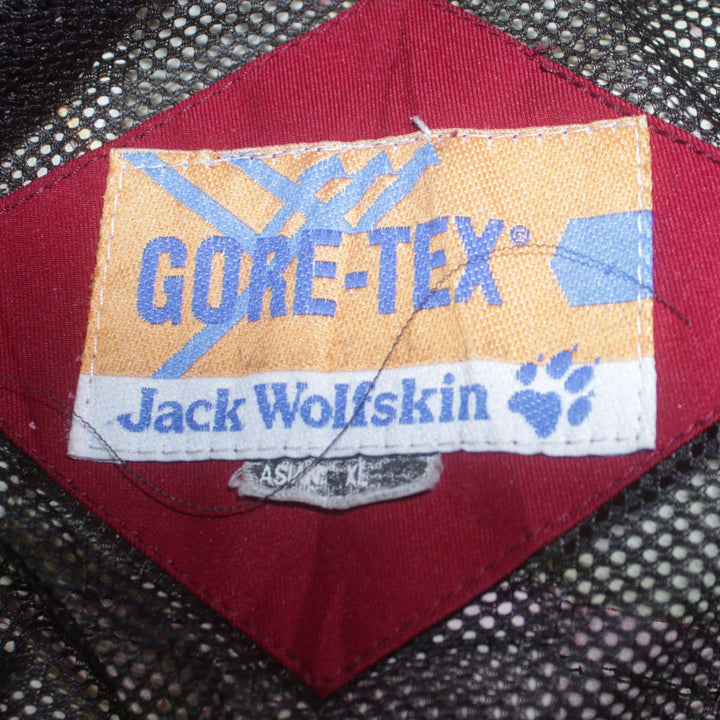 GORE-TEX®
Jack Wolfskin
ASIAN XL